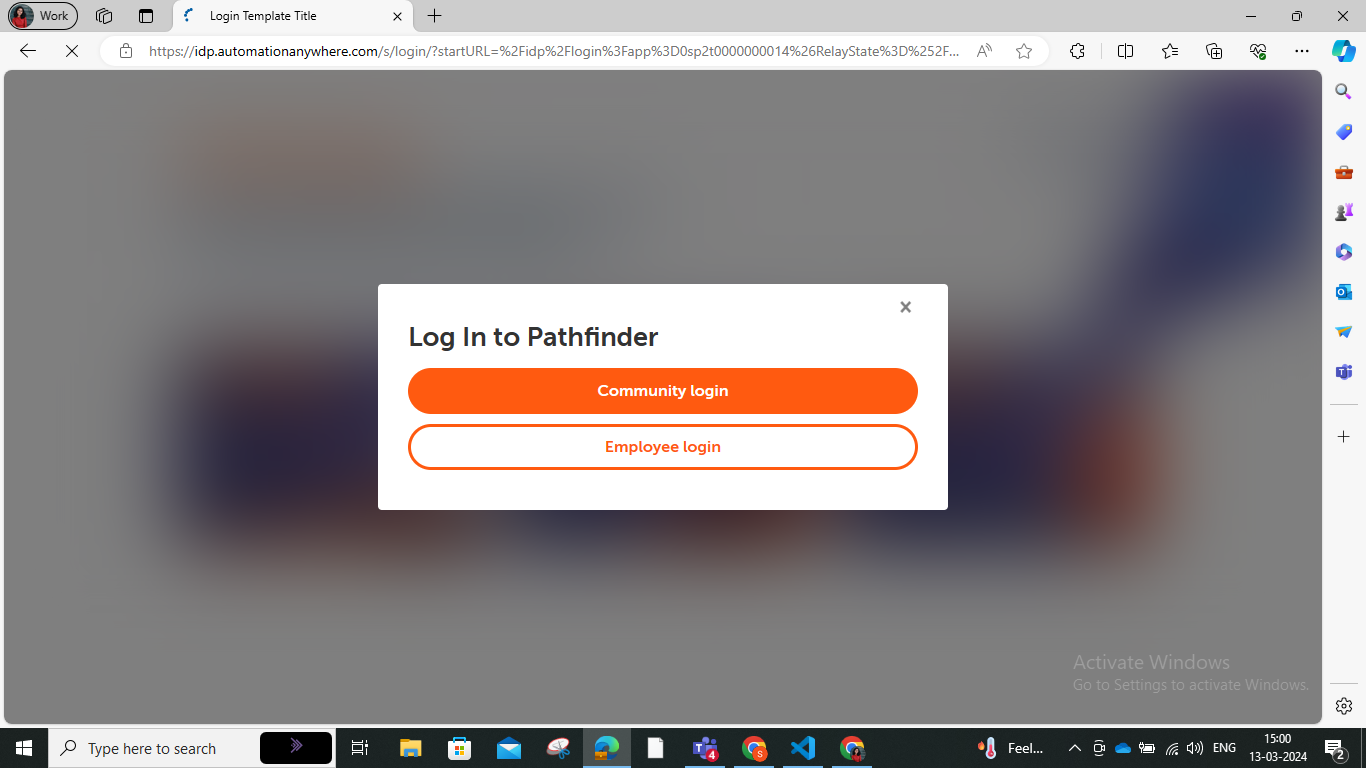 Work
Login Template Title
https://idp.automationanywhere.com/s/login/?startURL=%2Fidp%2Flogin%3Fapp%3D0sp2t0000000014%26RelayState%3D%252F...
Log In to Pathfinder
Community login
Employee login
Activate Windows
Go to Settings to activate Windows.
Type here to search
4
S
Feel...
ENG
15:00
13-03-2024
2